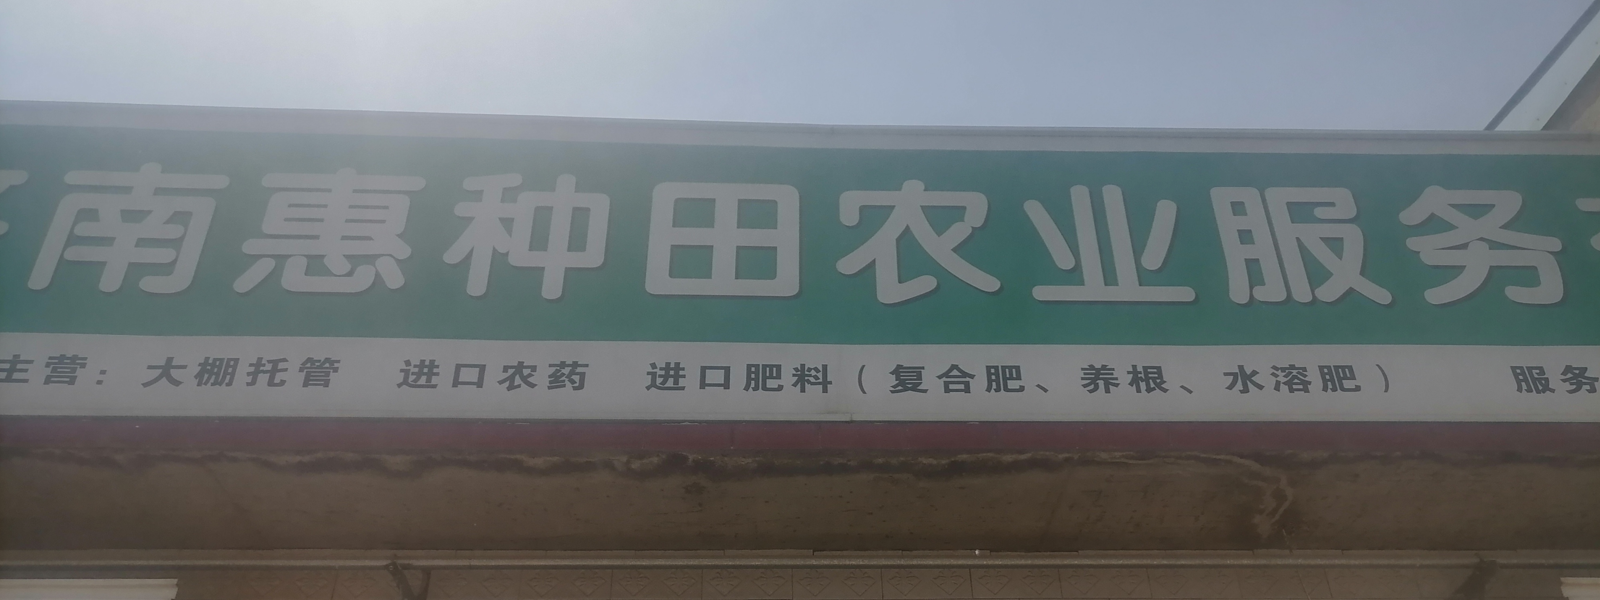 南惠种田农业服务
主营：大棚托管 进口农药 进口肥料（复合肥、养根、水溶肥） 服务